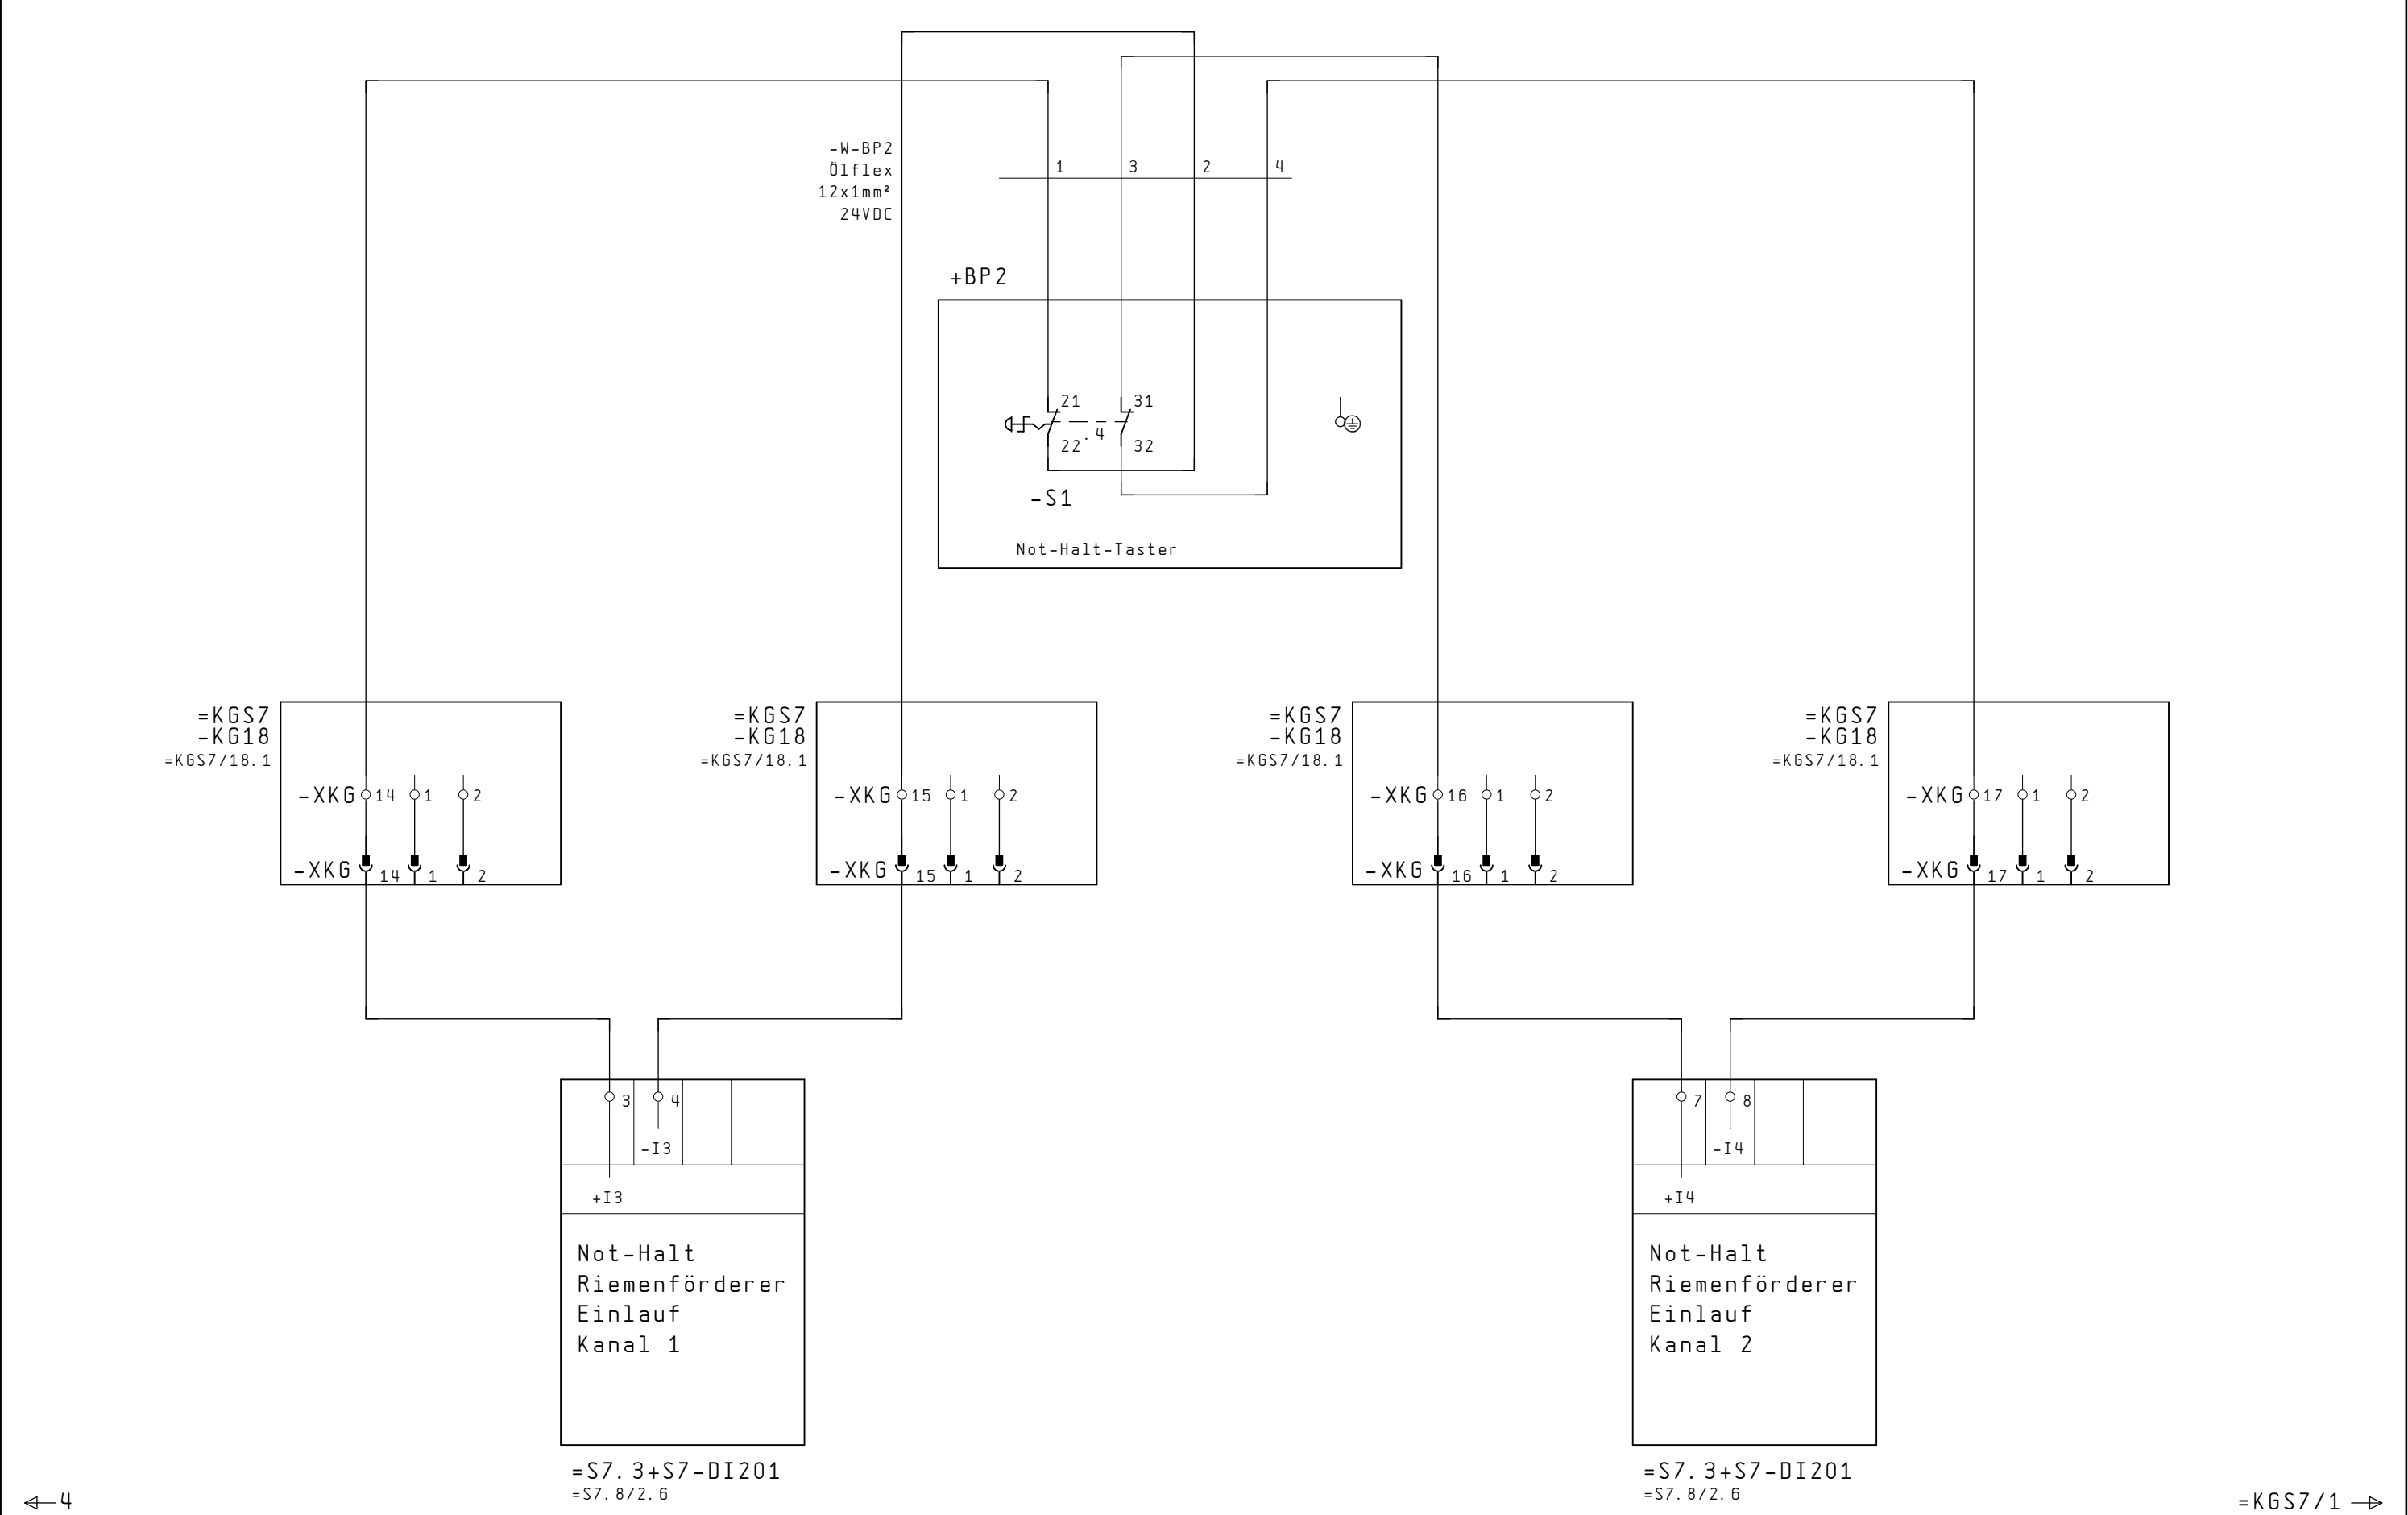 -W-BP2
Ölflex
12x1mm²
24VDC
1
3
2
4
+BP2
21
31
.4
22
32
-S1
Not-Halt-Taster
=KGS7
-KG18
=KGS7/18.1
-XKG
14
1
2
-XKG
14
1
2
=KGS7
-KG18
=KGS7/18.1
-XKG
15
1
2
-XKG
15
1
2
=KGS7
-KG18
=KGS7/18.1
-XKG
16
1
2
-XKG
16
1
2
=KGS7
-KG18
=KGS7/18.1
-XKG
17
1
2
-XKG
17
1
2
3
4
-I3
+I3
Not-Halt
Riemenförderer
Einlauf
Kanal 1
=S7.3+S7-DI201
=S7.8/2.6
7
8
-I4
+I4
Not-Halt
Riemenförderer
Einlauf
Kanal 2
=S7.3+S7-DI201
=S7.8/2.6
4
=KGS7/1